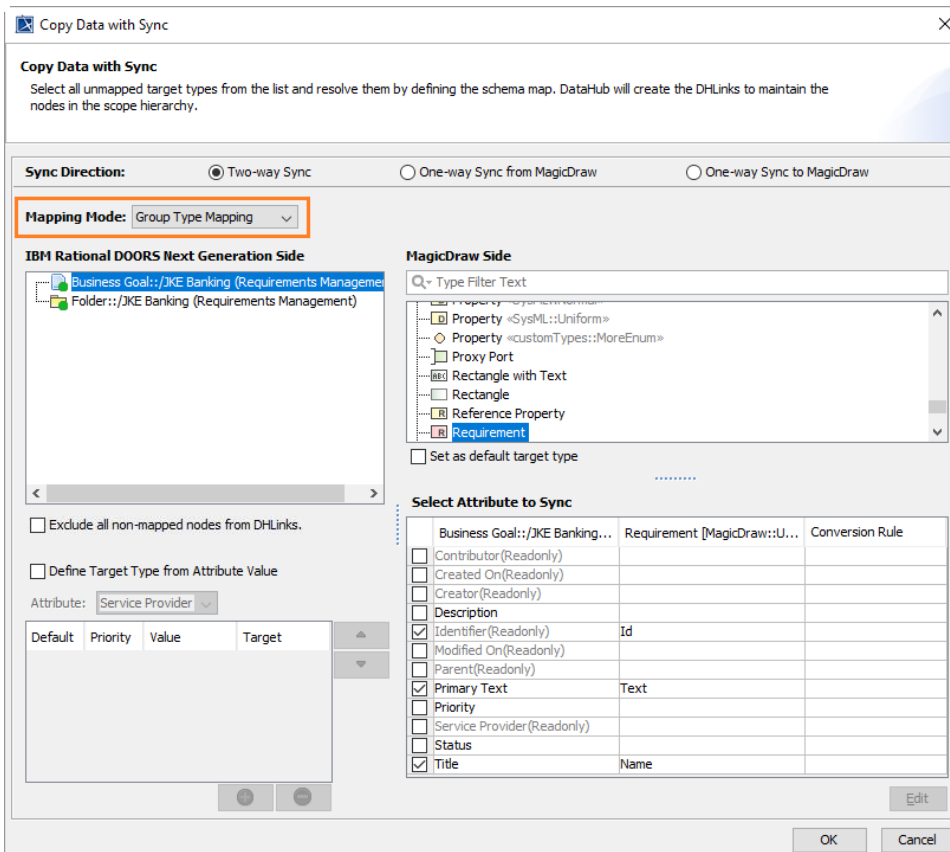 Copy Data with Sync
Copy Data with Sync
Select all unmapped target types from the list and resolve them by defining the schema map. DataHub will create the DHLinks to maintain the
nodes in the scope hierarchy.
Sync Direction: Two-way Sync One-way Sync from MagicDraw One-way Sync to MagicDraw
Mapping Mode: Group Type Mapping
IBM Rational DOORS Next Generation Side
Business Goal::/JKE Banking (Requirements Managemen
Folder::/JKE Banking (Requirements Management)
Exclude all non-mapped nodes from DHLinks.
Define Target Type from Attribute Value
Attribute: Service Provider
Default Priority Value Target
MagicDraw Side
Type Filter Text
D Property «SysML::Uniform»
Property «customTypes::MoreEnum»
Proxy Port
ABC Rectangle with Text
Rectangle
R Reference Property
R Requirement
Set as default target type
Select Attribute to Sync
Business Goal::/JKE Banking... Requirement [MagicDraw::U... Conversion Rule
Contributor(Readonly)
Created On(Readonly)
Creator(Readonly)
Description
Identifier(Readonly) Id
Modified On(Readonly)
Parent(Readonly)
Primary Text Text
Priority
Service Provider(Readonly)
Status
Title Name
Edit
OK Cancel